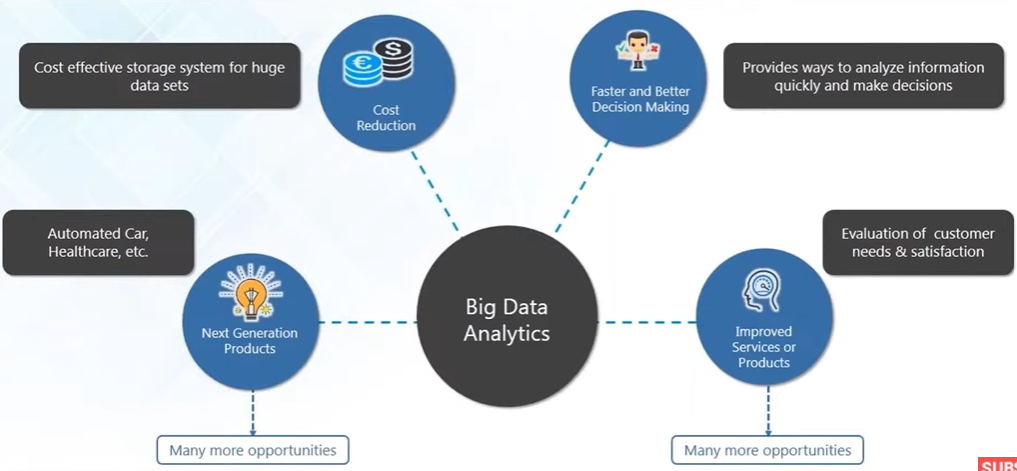 Cost effective storage system for huge
data sets
€
$
Cost
Reduction
Faster and Better
Decision Making
Provides ways to analyze information
quickly and make decisions
Automated Car,
Healthcare, etc.
Next Generation
Products
Big Data
Analytics
Evaluation of customer
needs & satisfaction
Improved
Services or
Products
Many more opportunities
Many more opportunities